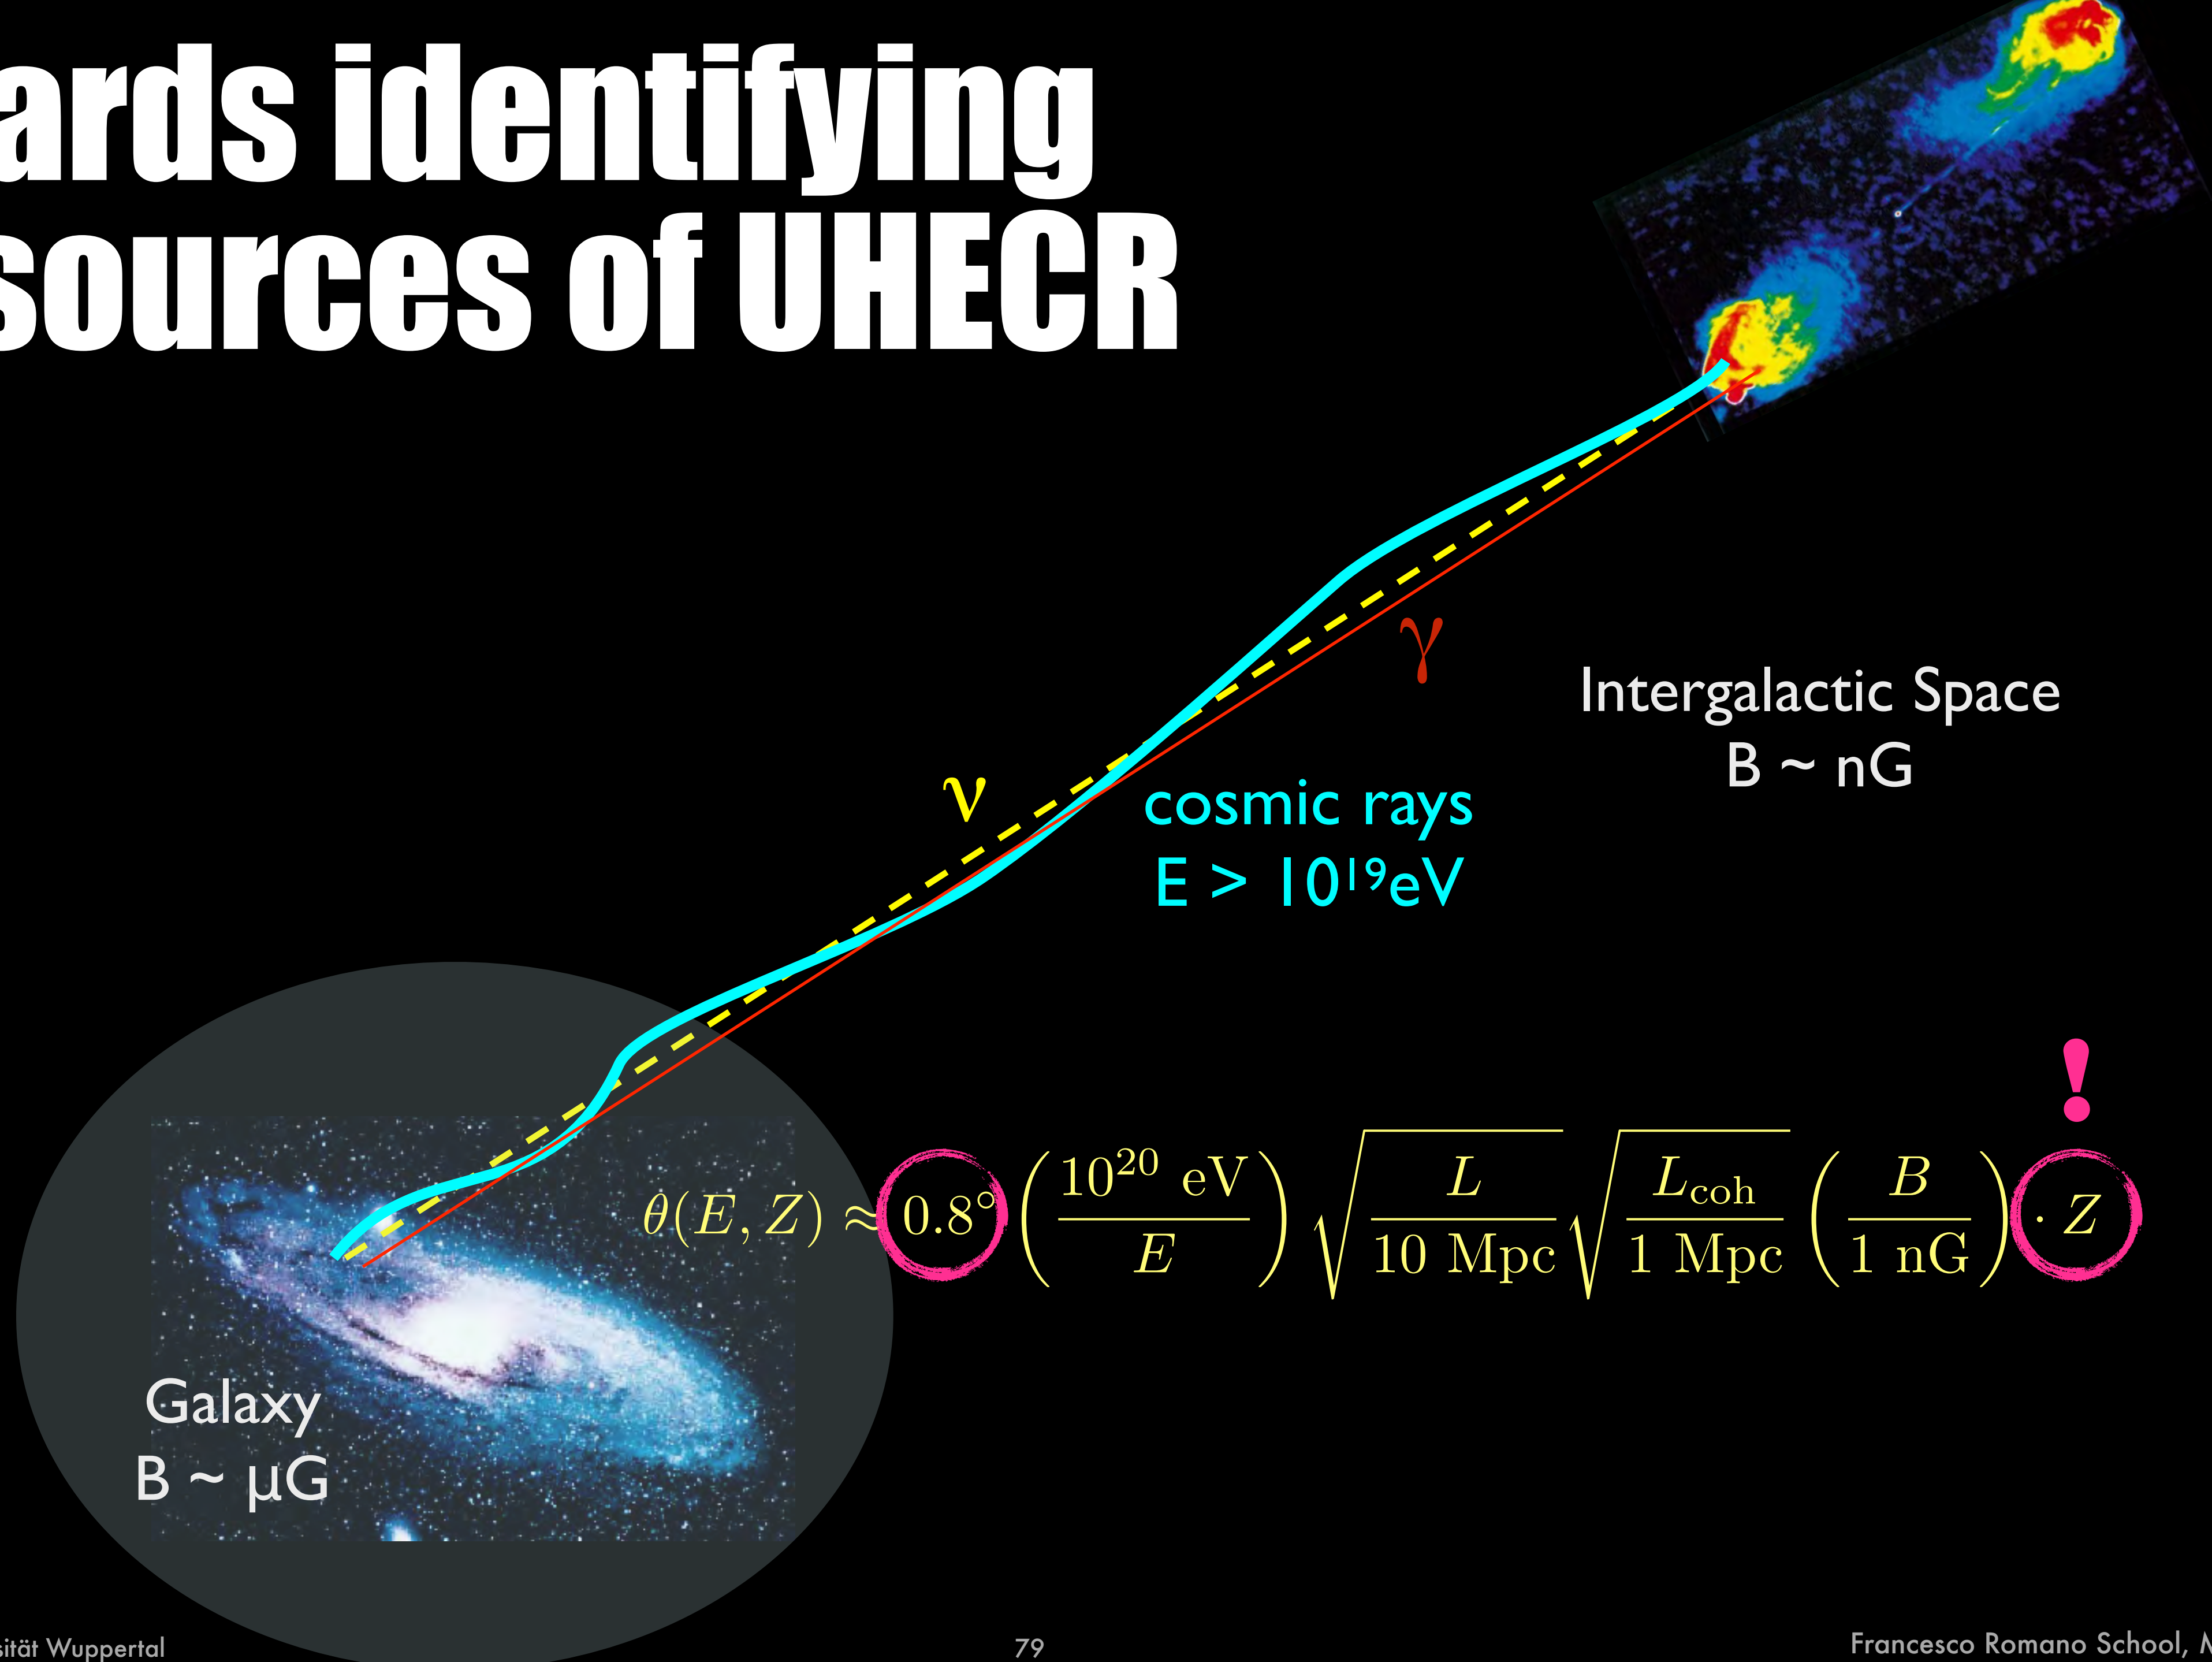 ards identifying
sources of UHECR
γ
Intergalactic Space
B ~ nG
ν
cosmic rays
E > 10¹⁹eV
!
θ(E, Z) ≈ 0.8° (10²⁰ eV / E) √(L / 10 Mpc) √(L_coh / 1 Mpc) (B / 1 nG) · Z
Galaxy
B ~ µG
sität Wuppertal
79
Francesco Romano School, M